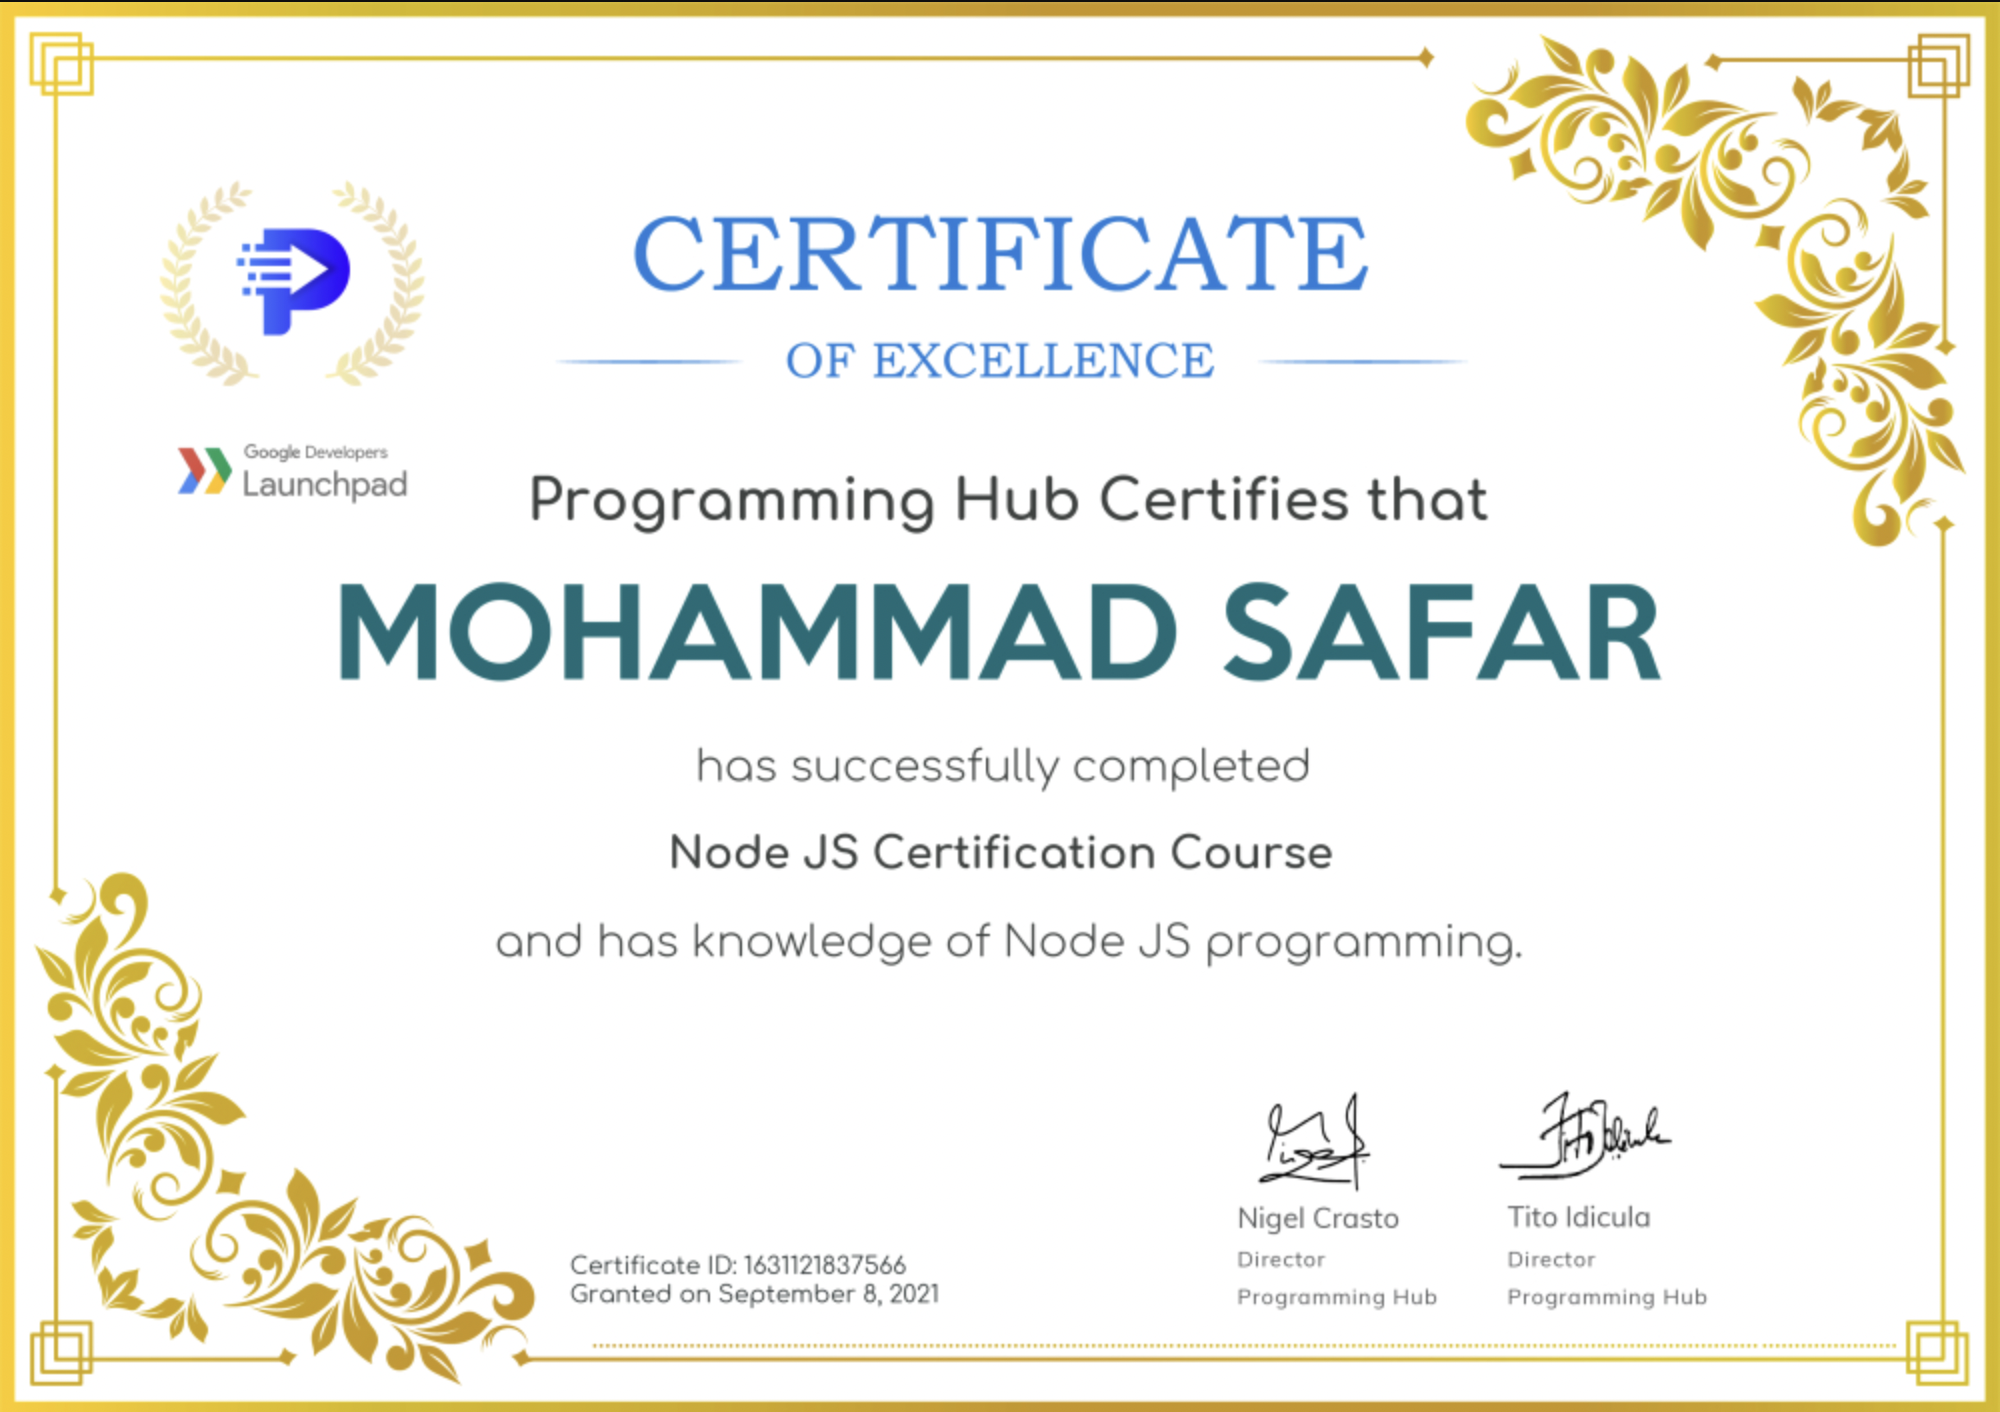 CERTIFICATE
OF EXCELLENCE
Google Developers
Launchpad
Programming Hub Certifies that
MOHAMMAD SAFAR
has successfully completed
Node JS Certification Course
and has knowledge of Node JS programming.
Certificate ID: 1631121837566
Granted on September 8, 2021
Nigel Crasto
Director
Programming Hub
Tito Idicula
Director
Programming Hub